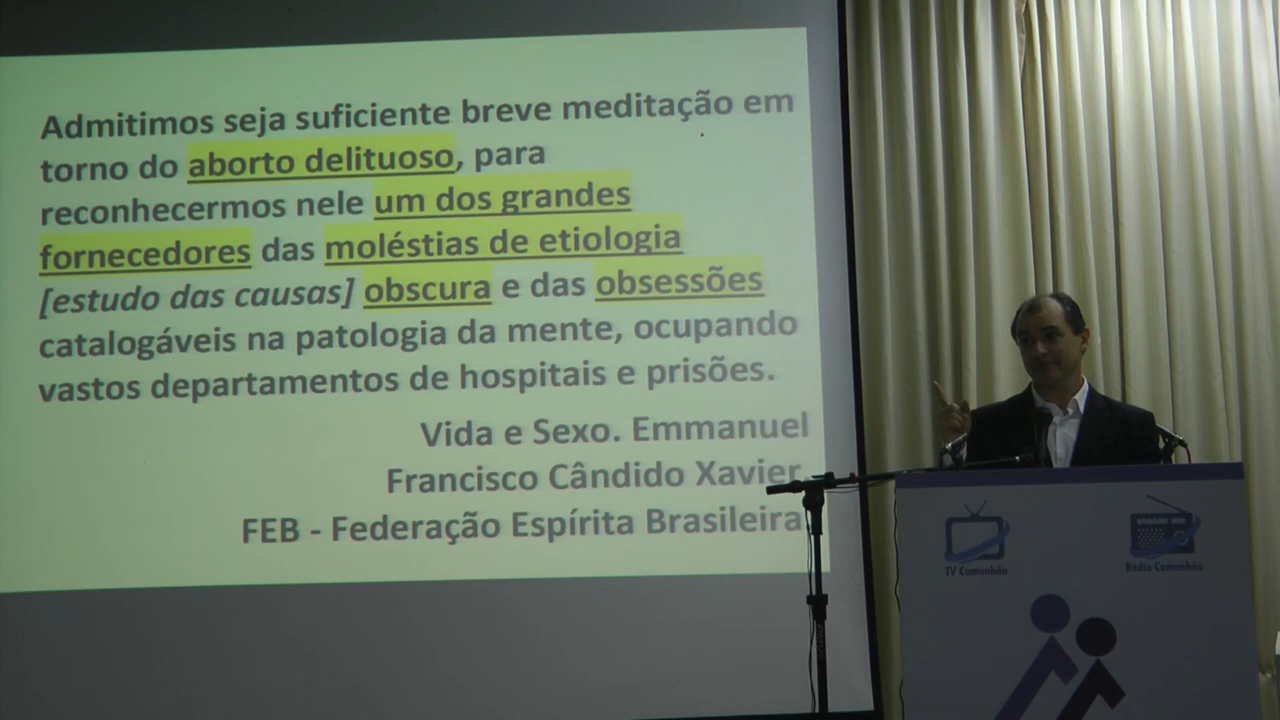 Admitimos seja suficiente breve meditação em
torno do aborto delituoso, para
reconhecermos nele um dos grandes
fornecedores das moléstias de etiologia
[estudo das causas] obscura e das obsessões
catalogáveis na patologia da mente, ocupando
vastos departamentos de hospitais e prisões.
Vida e Sexo. Emmanuel
Francisco Cândido Xavier.
FEB - Federação Espírita Brasileira
TV Comunhão
Rádio Comunhão